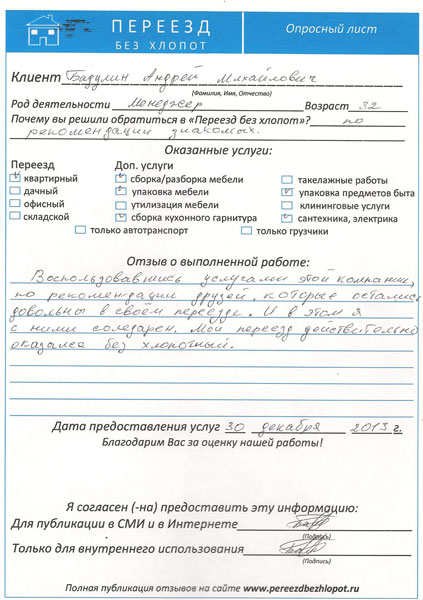 ПЕРЕЕЗД
БЕЗ ХЛОПОТ
Опросный лист
Клиент Бадулин Андрей Михайлович
(Фамилия, Имя, Отчество)
Род деятельности Менеджер Возраст 32
Почему вы решили обратиться в «Переезд без хлопот»? по
рекомендации знакомых.
Оказанные услуги:
Переезд Доп. услуги
квартирный сборка/разборка мебели такелажные работы
дачный упаковка мебели упаковка предметов быта
офисный утилизация мебели клининговые услуги
складской сборка кухонного гарнитура сантехника, электрика
только автотранспорт только грузчики
Отзыв о выполненной работе:
Воспользовавшись услугами этой компании,
по рекомендации друзей, которые остались
довольны в своём переезде. И в этом я
с ними солидарен. Мой переезд действительно
оказался без хлопотный.
Дата предоставления услуг 30 декабря 2013 г.
Благодарим Вас за оценку нашей работы!
Я согласен (-на) предоставить эту информацию:
Для публикации в СМИ и в Интернете
(Подпись)
Только для внутреннего использования
(Подпись)
Полная публикация отзывов на сайте www.pereezdbezhlopot.ru